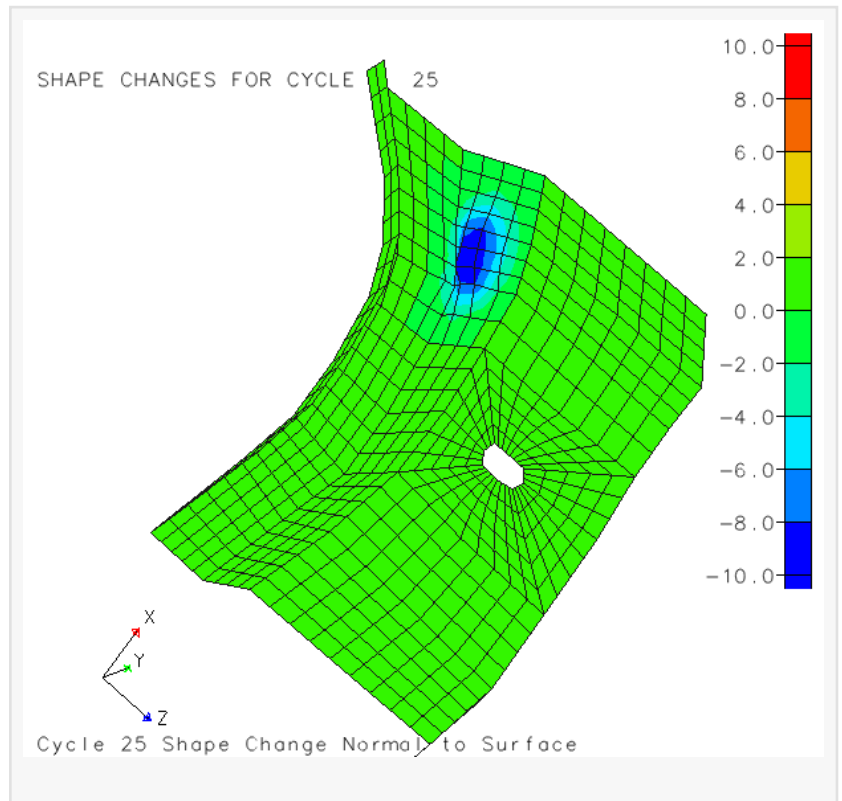 SHAPE CHANGES FOR CYCLE 25
10.0
8.0
6.0
4.0
2.0
0.0
-2.0
-4.0
-6.0
-8.0
-10.0
X
Y
Z
Cycle 25 Shape Change Normal to Surface